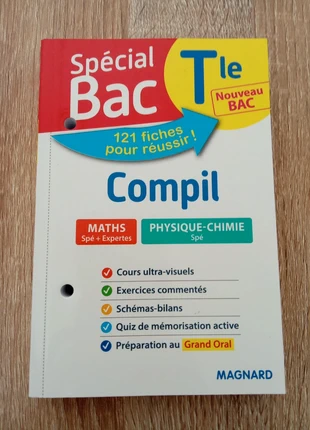 Spécial
Bac
Tle
Nouveau
BAC
121 fiches
pour réussir !
Compil
MATHS
Spé + Expertes
PHYSIQUE-CHIMIE
Spé
Cours ultra-visuels
Exercices commentés
Schémas-bilans
Quiz de mémorisation active
Préparation au Grand Oral
MAGNARD